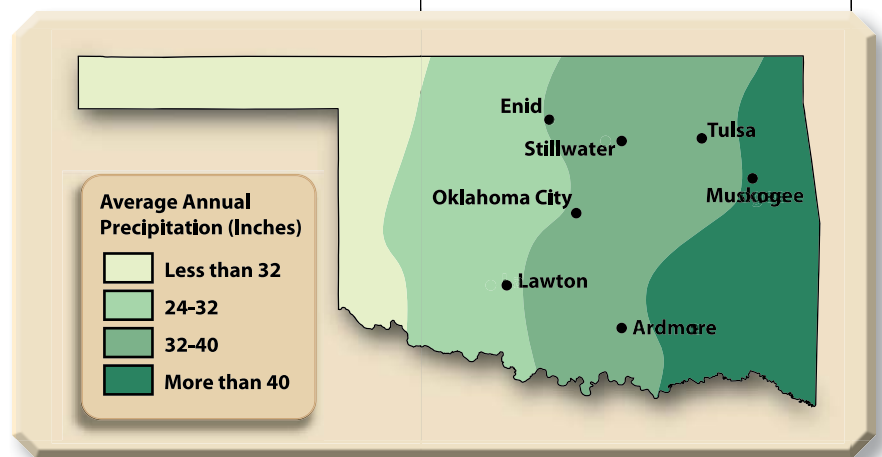 Enid
Tulsa
Stillwater
Muskogee
Oklahoma City
Lawton
Ardmore
Average Annual
Precipitation (Inches)
Less than 32
24–32
32–40
More than 40